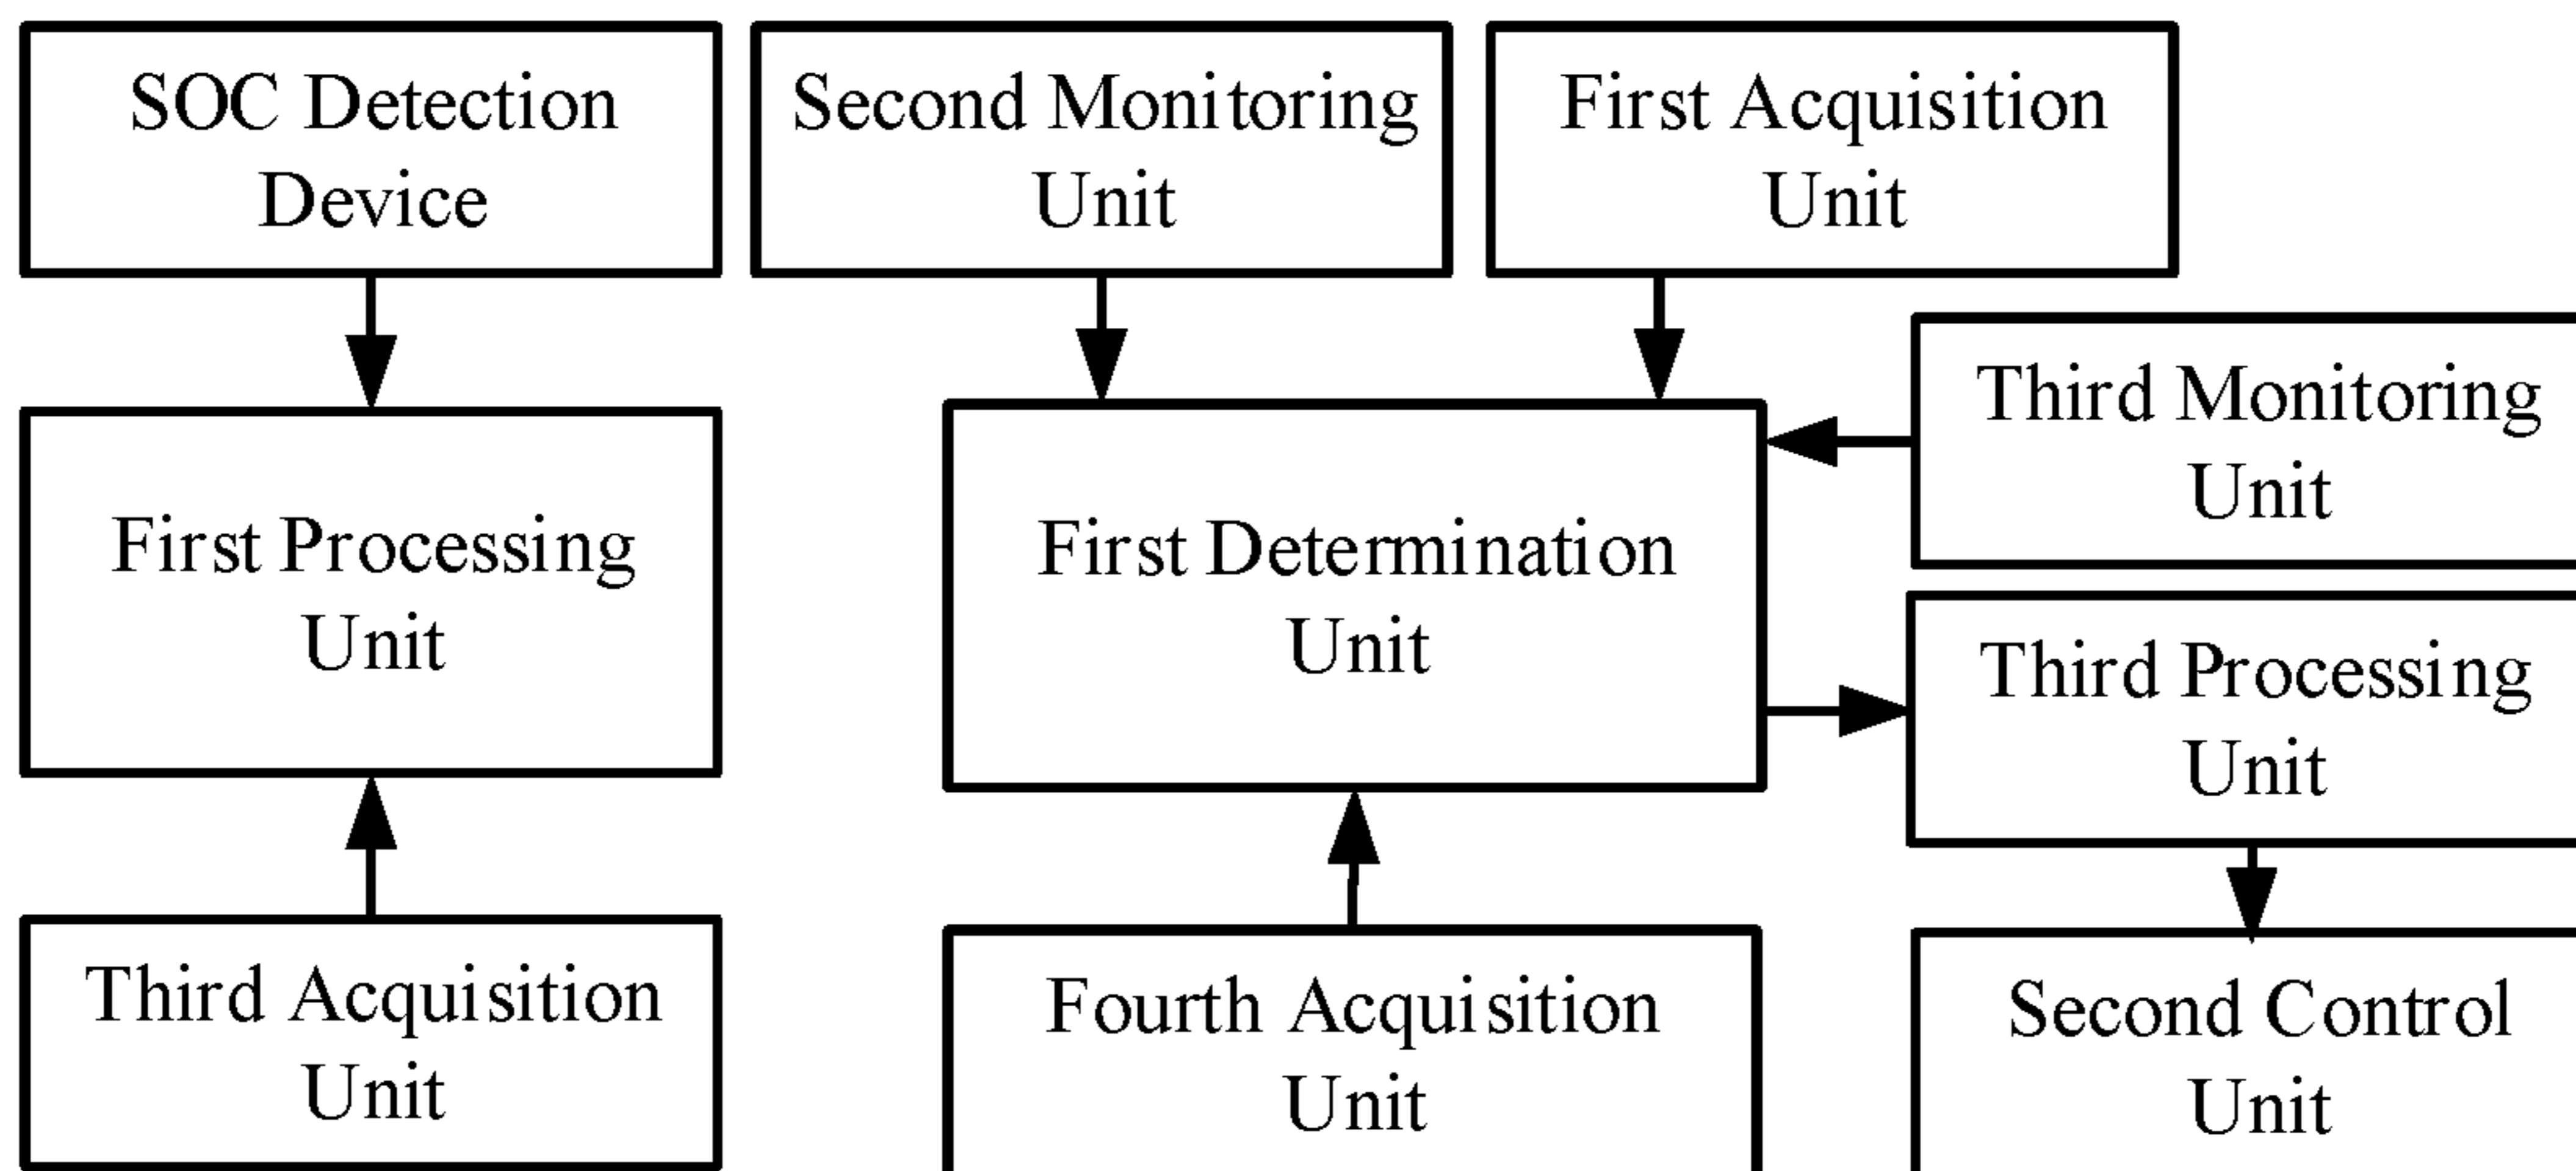 SOC Detection
Device
Second Monitoring
Unit
First Acquisition
Unit
Third Monitoring
Unit
First Processing
Unit
First Determination
Unit
Third Processing
Unit
Third Acquisition
Unit
Fourth Acquisition
Unit
Second Control
Unit